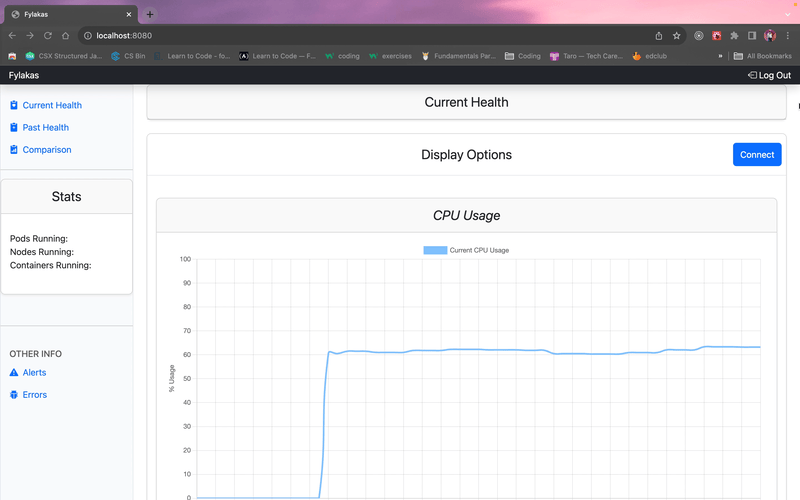 Fylakas
localhost:8080
CSX Structured Ja...
CS Bin
Learn to Code - fo...
Learn to Code — F...
coding
exercises
Fundamentals Par...
Coding
Taro — Tech Care...
edclub
»
All Bookmarks
Fylakas
Log Out
Current Health
Past Health
Comparison
Stats
Pods Running:
Nodes Running:
Containers Running:
OTHER INFO
Alerts
Errors
Current Health
Display Options
Connect
CPU Usage
Current CPU Usage
% Usage
100
90
80
70
60
50
40
30
20
10
0